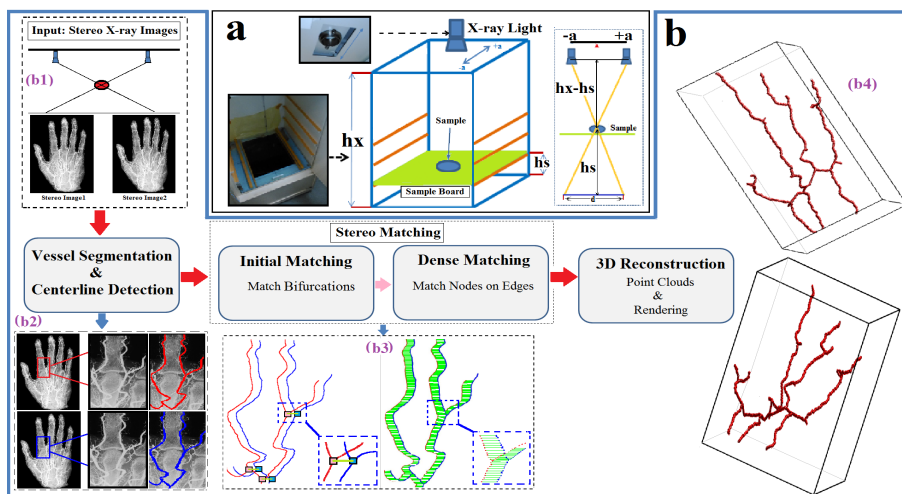 Input: Stereo X-ray Images
(b1)
Stereo Image1
Stereo Image2
a
X-ray Light
+a
-a
hx
Sample
Sample Board
hs
-a
+a
hx-hs
Sample
hs
d
b
(b4)
Vessel Segmentation
&
Centerline Detection
Stereo Matching
Initial Matching
Match Bifurcations
Dense Matching
Match Nodes on Edges
3D Reconstruction
Point Clouds
&
Rendering
(b2)
(b3)